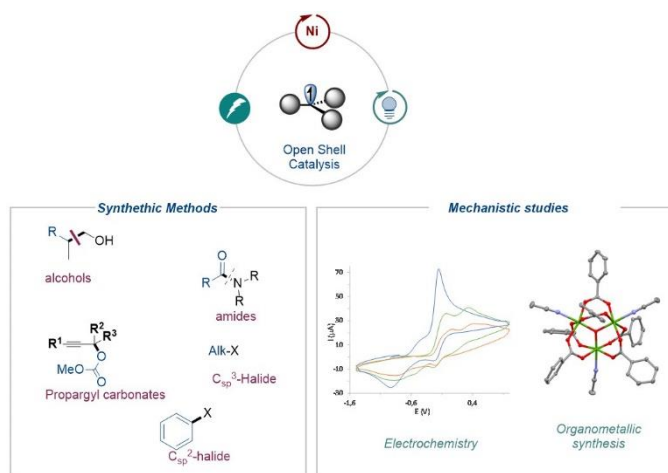 Ni
Open Shell
Catalysis
Synthethic Methods
Mechanistic studies
R
OH
alcohols
O
R
N
R
R
amides
R¹
R²
R³
O
MeO
O
Propargyl carbonates
Alk-X
Csp³-Halide
X
Csp²-halide
I (µA)
70
50
30
10
-10
-30
-1,6
-0,6
0,4
E (V)
Electrochemistry
Organometallic
synthesis